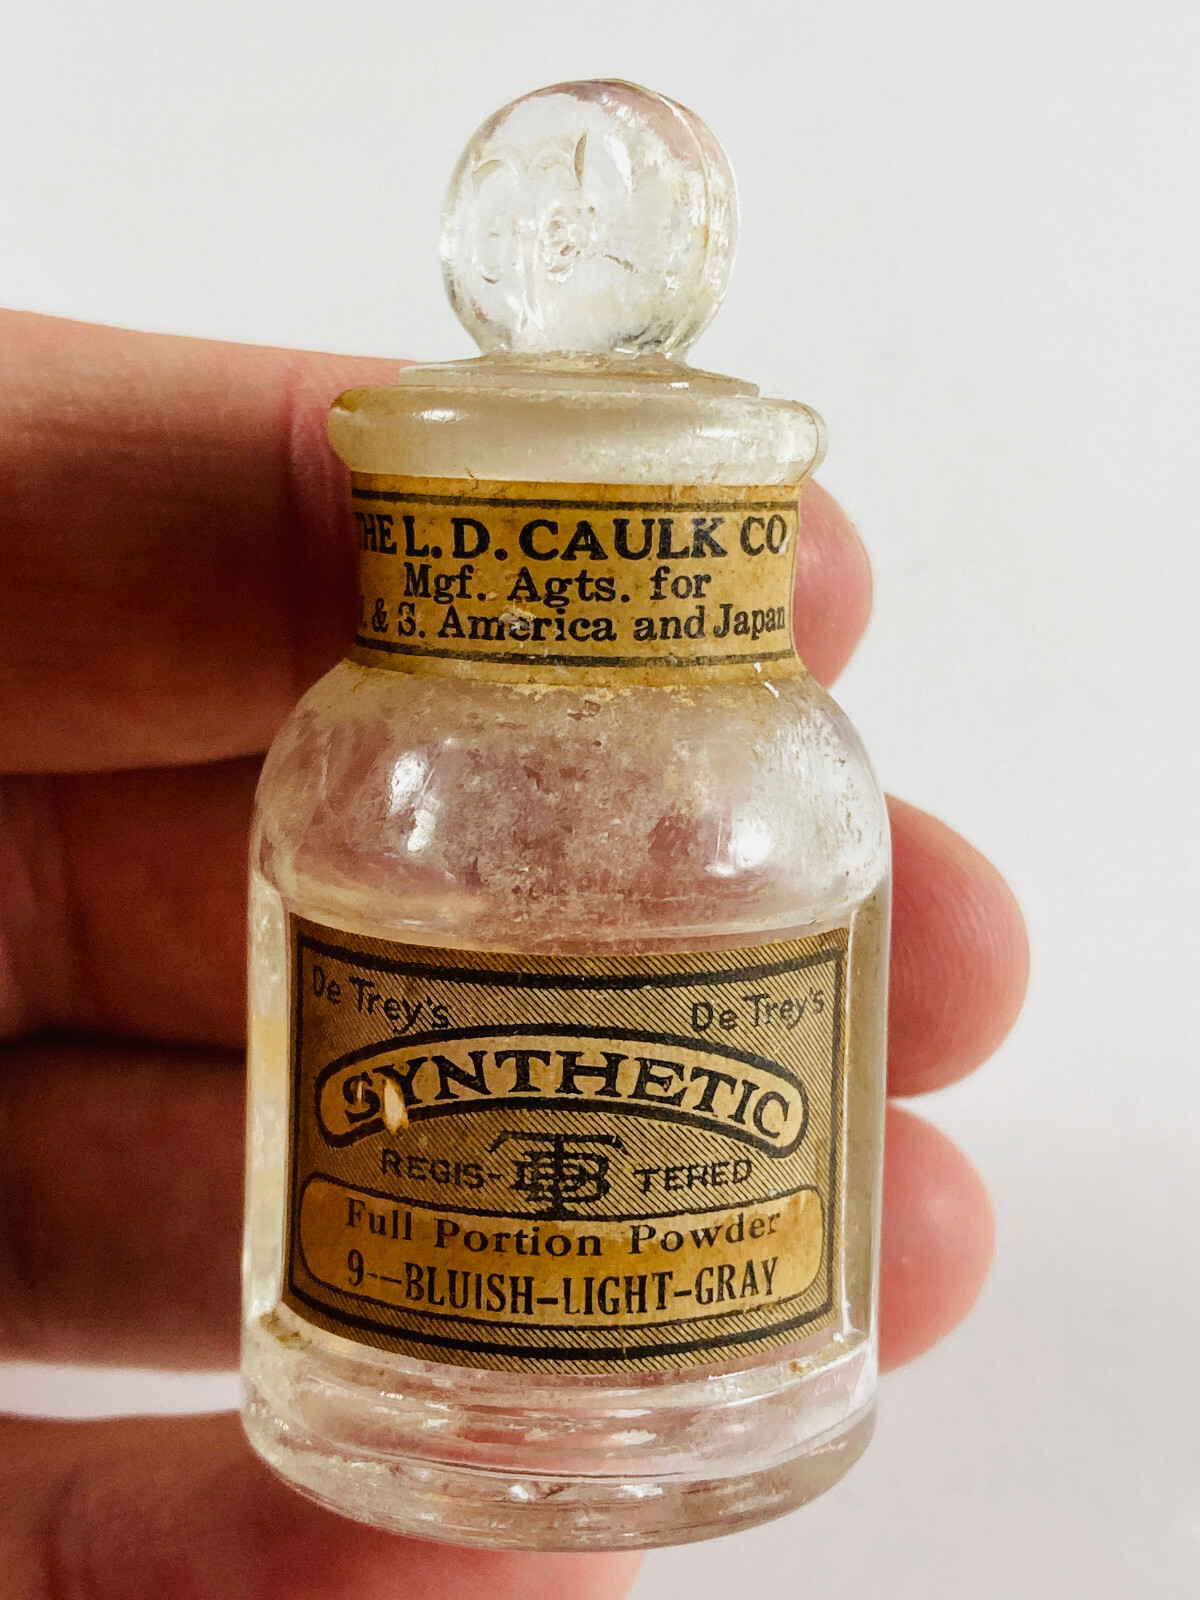 THE L. D. CAULK CO.
Mgf. Agts. for
& S. America and Japan
De Trey's De Trey's
SYNTHETIC
REGIS- TERED
Full Portion Powder
9--BLUISH-LIGHT-GRAY